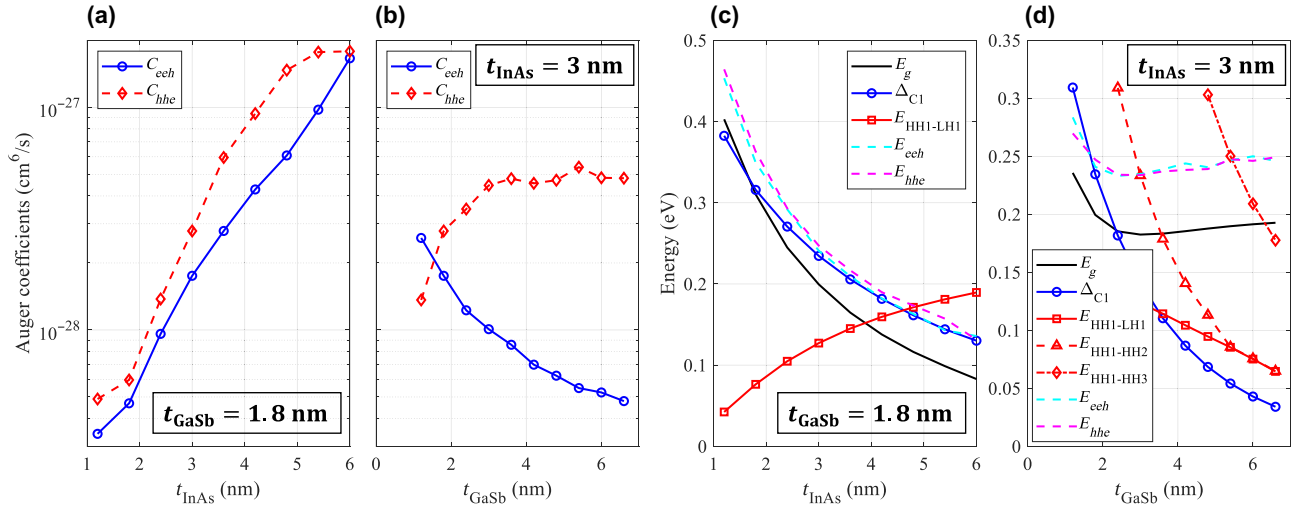 (a)
(b)
(c)
(d)
Auger coefficients (cm^6/s)
10^-27
10^-28
C_eeh
C_hhe
t_GaSb = 1.8 nm
1 2 3 4 5 6
t_InAs (nm)
C_eeh
C_hhe
t_InAs = 3 nm
0 2 4 6
t_GaSb (nm)
Energy (eV)
0.5
0.4
0.3
0.2
0.1
0
E_g
Δ_C1
E_HH1-LH1
E_eeh
E_hhe
t_GaSb = 1.8 nm
1 2 3 4 5 6
t_InAs (nm)
0.35
0.3
0.25
0.2
0.15
0.1
0.05
0
t_InAs = 3 nm
E_g
Δ_C1
E_HH1-LH1
E_HH1-HH2
E_HH1-HH3
E_eeh
E_hhe
0 2 4 6
t_GaSb (nm)